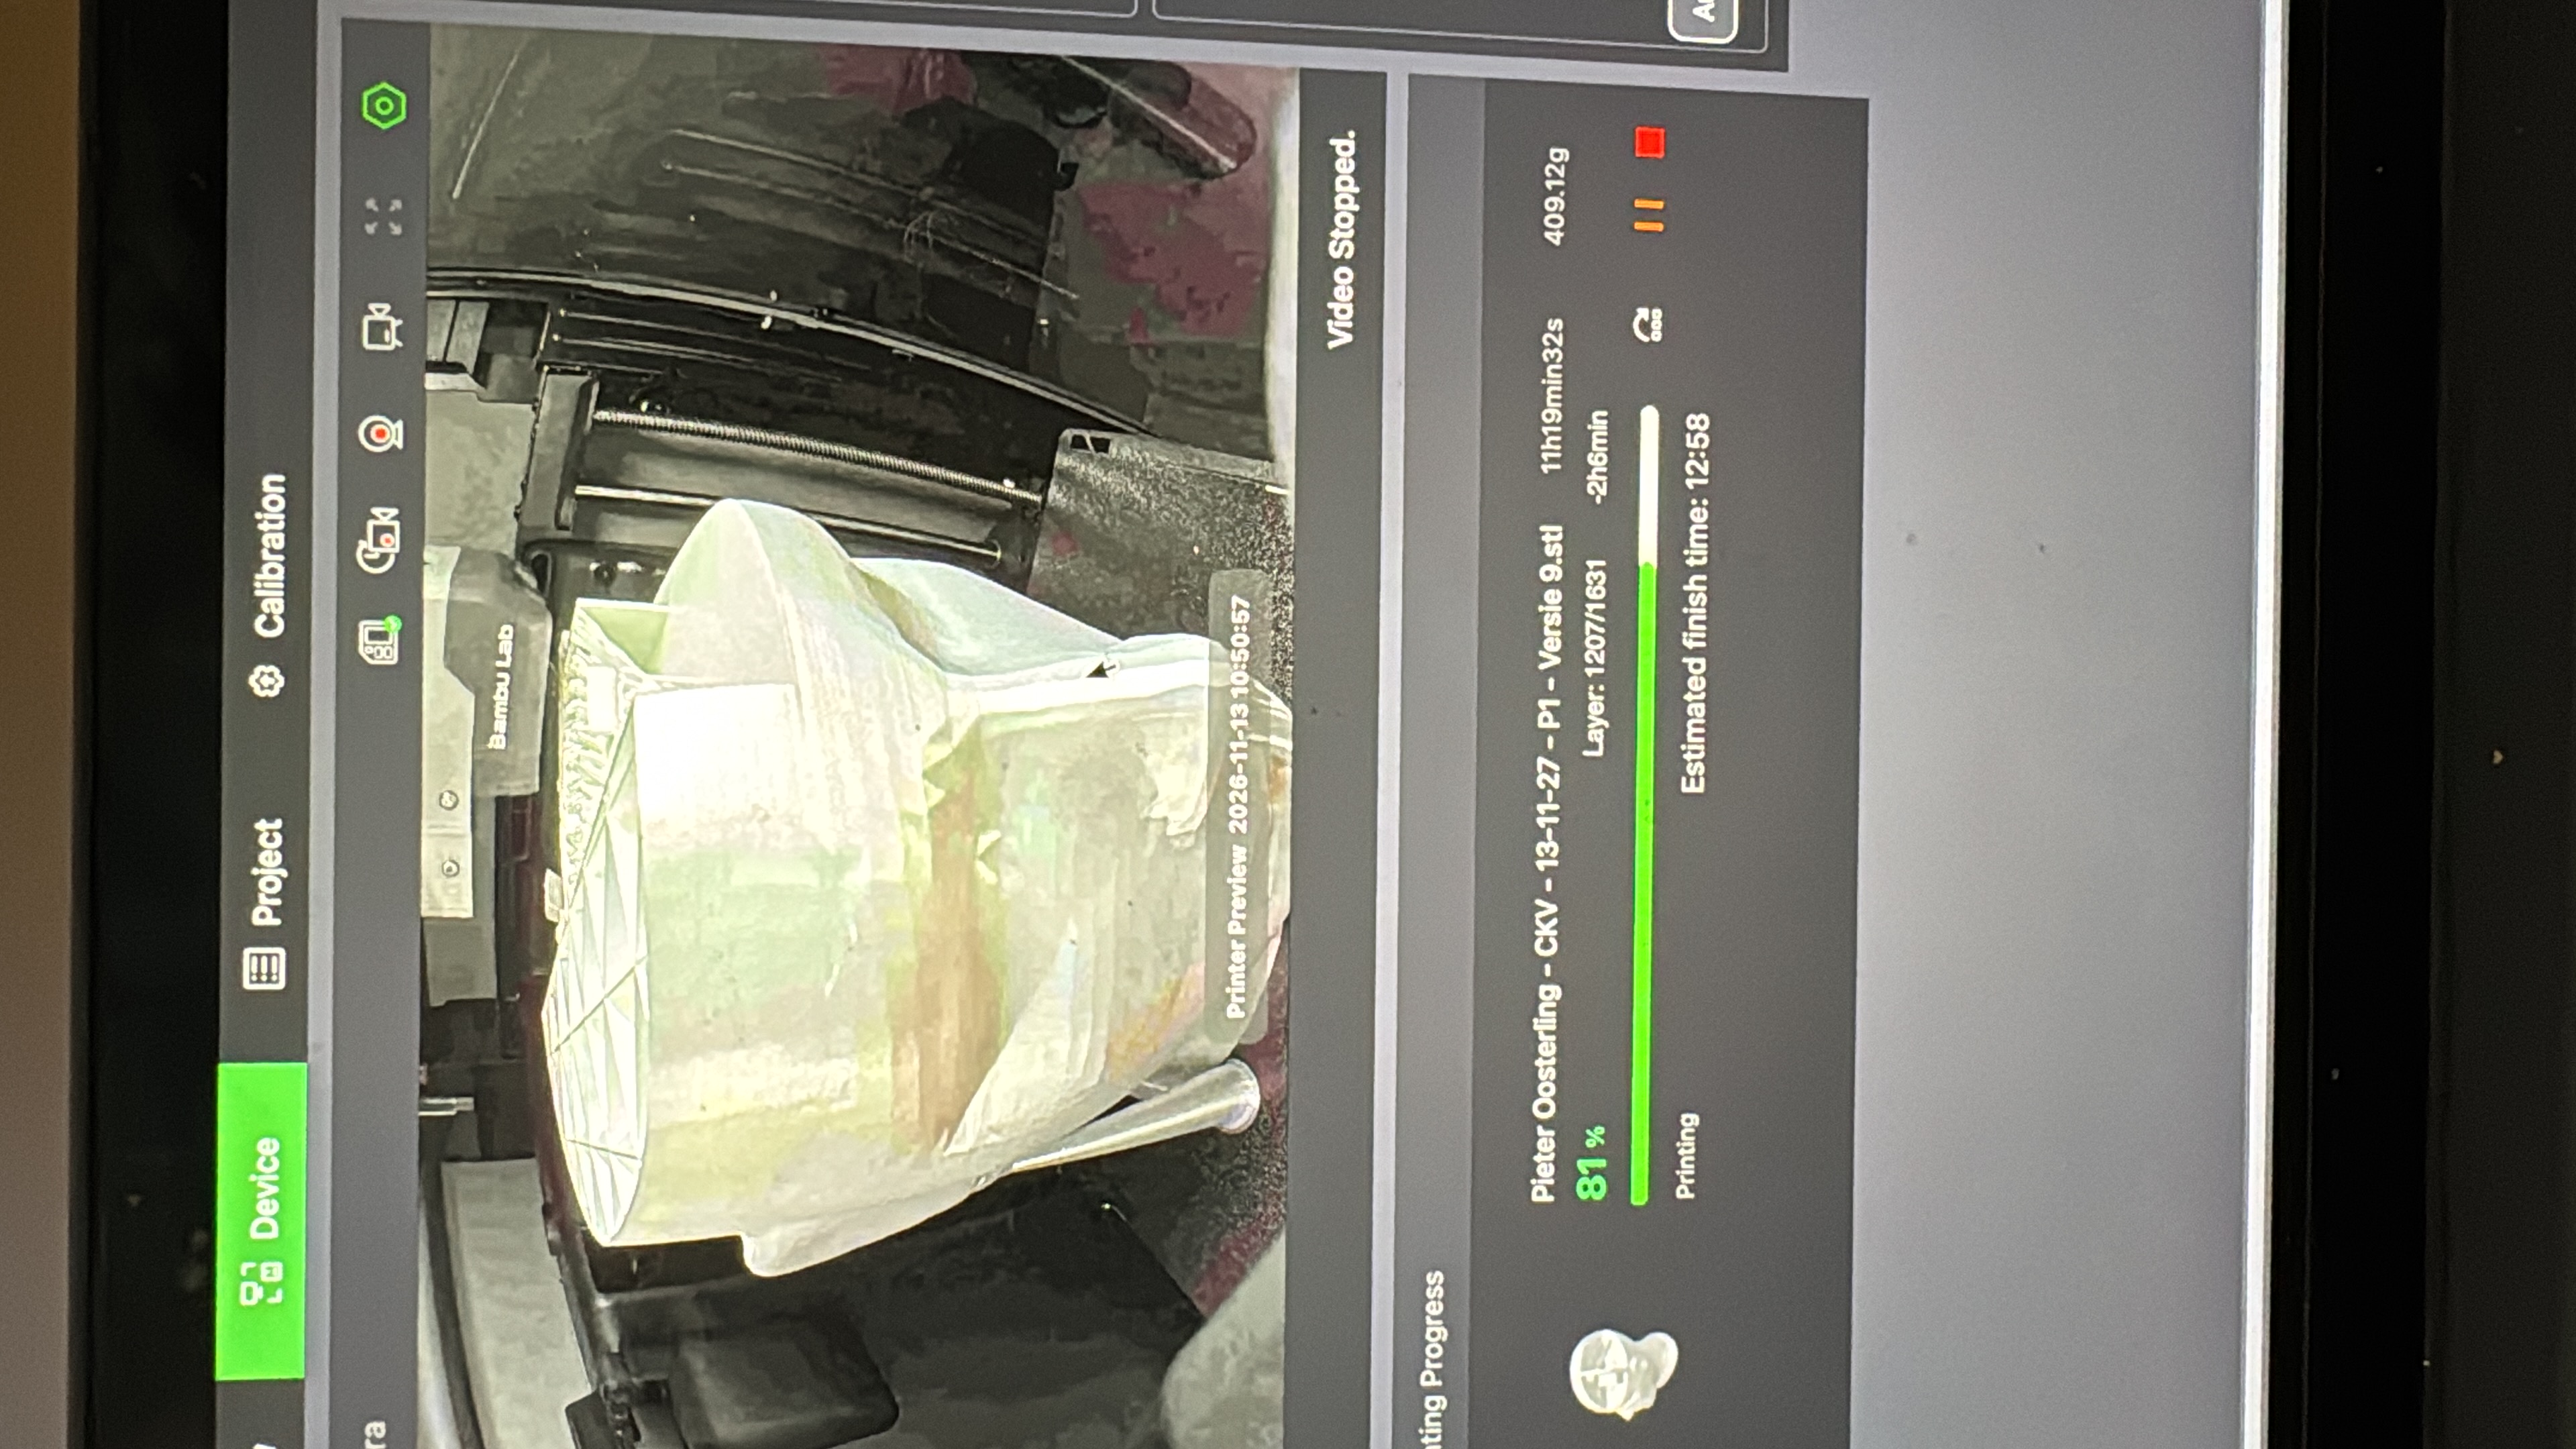 Device
Project
Calibration
ra
Bambu Lab
Printer Preview 2026-11-13 10:50:57
Video Stopped.
ting Progress
Pieter Oosterling - CKV - 13-11-27 - P1 - Versie 9.stl 11h19min32s 409.12g
81 % Layer: 1207/1631 -2h6min
Printing Estimated finish time: 12:58